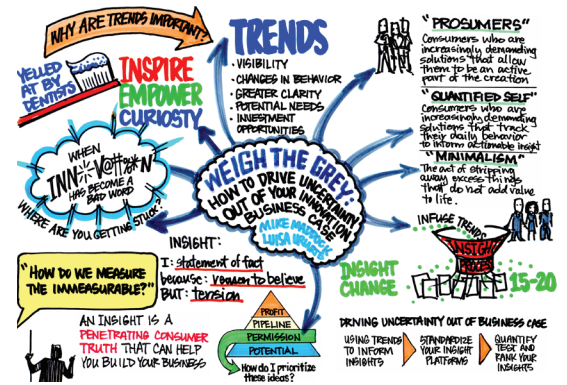 WHY ARE TRENDS IMPORTANT?
YELLED
AT BY
DENTISTS
INSPIRE
EMPOWER
CURIOSTY
TRENDS
• VISIBILITY
• CHANGES IN BEHAVIOR
• GREATER CLARITY
• POTENTIAL NEEDS
• INVESTMENT
OPPORTUNITIES
"PROSUMERS"
Consumers who are
increasingly demanding
solutions that allow
them to be an active
part of the creation
"QUANTIFIED SELF"
Consumers who are
increasingly demanding
solutions that track
their daily behavior
to inform actionable insight
"MINIMALISM"
The act of stripping
away excess things
that do not add value
to life.
WHEN
HAS BECOME A
BAD WORD
WHERE ARE YOU GETTING STUCK?
WEIGH THE GREY:
HOW TO DRIVE UNCERTAINTY
OUT OF YOUR INNOVATION
BUSINESS CASE
MIKE MADDOCK
LUISA URIARTE
INFUSE TRENDS
INSIGHT
PROCESS
INSIGHT
CHANGE
15-20
INSIGHT:
I: statement of fact
because: reason to believe
BUT: tension
"HOW DO WE MEASURE
THE IMMEASURABLE?"
AN INSIGHT IS A
PENETRATING CONSUMER
TRUTH THAT CAN HELP
YOU BUILD YOUR BUSINESS
PROFIT
PIPELINE
PERMISSION
POTENTIAL
How do I prioritize
these ideas?
DRIVING UNCERTAINTY OUT OF BUSINESS CASE
USING TRENDS
TO INFORM
INSIGHTS
STANDARDIZE
YOUR INSIGHT
PLATFORMS
QUANTIFY
TEST AND
RANK YOUR
INSIGHTS